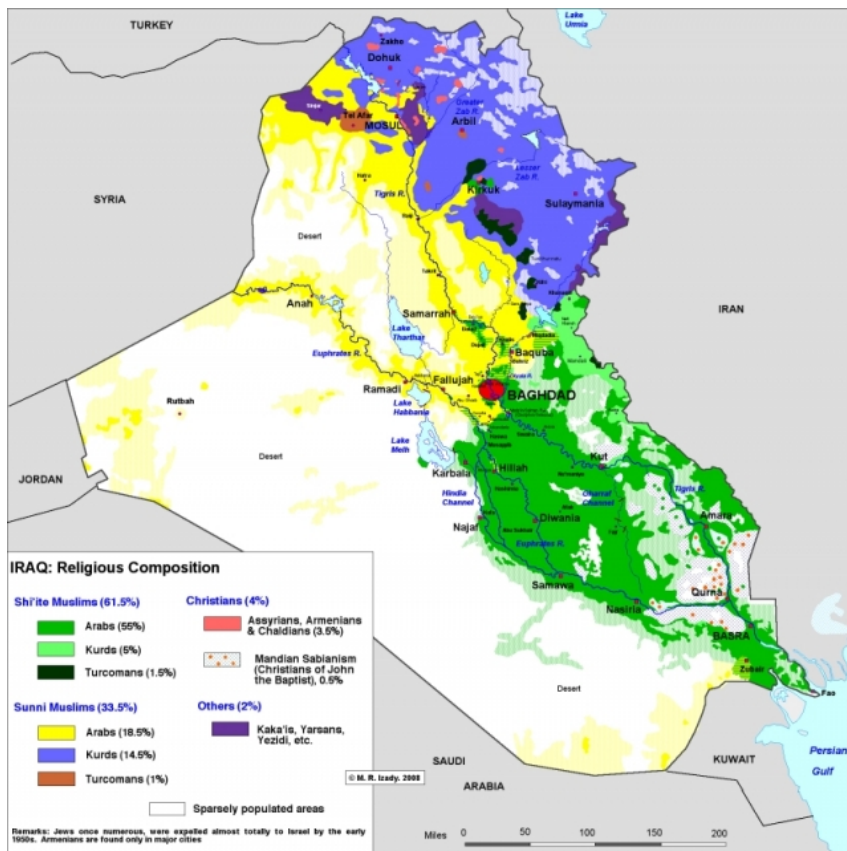 TURKEY
Lake
Urmia
Zakho
Dohuk
Greater
Zab R.
Sinjar
Tel Afar
MOSUL
Arbil
Lesser
Zab R.
Kirkuk
Tigris R.
Sulaymania
SYRIA
Desert
IRAN
Anah
Samarrah
Lake
Tharthar
Euphrates R.
Baquba
Fallujah
Ramadi
BAGHDAD
Lake
Habbania
Rutbah
Lake
Melh
Desert
Kut
JORDAN
Karbala
Hillah
Hindia
Channel
Gharraf
Channel
Tigris R.
Najaf
Diwania
Amara
Euphrates R.
Samawa
Qurna
Nasiria
BASRA
Zubair
Fao
Desert
KUWAIT
Persian
Gulf
SAUDI
ARABIA
IRAQ: Religious Composition
Shi'ite Muslims (61.5%)
Arabs (55%)
Kurds (5%)
Turcomans (1.5%)
Sunni Muslims (33.5%)
Arabs (18.5%)
Kurds (14.5%)
Turcomans (1%)
Christians (4%)
Assyrians, Armenians
& Chaldians (3.5%)
Mandian Sabianism
(Christians of John
the Baptist), 0.5%
Others (2%)
Kaka'is, Yarsans,
Yezidi, etc.
Sparsely populated areas
© M. R. Izady, 2008
Remarks: Jews once numerous, were expelled almost totally to Israel by the early
1950s. Armenians are found only in major cities
Miles 0 50 100 150 200